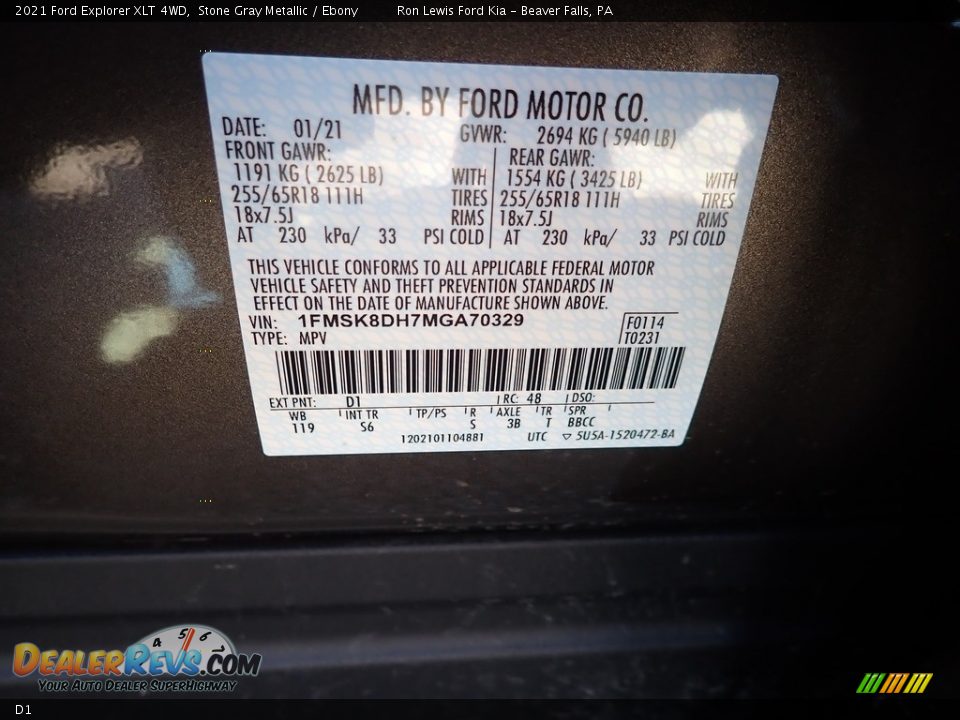 2021 Ford Explorer XLT 4WD, Stone Gray Metallic / Ebony Ron Lewis Ford Kia - Beaver Falls, PA
MFD. BY FORD MOTOR CO.
DATE: 01/21 GVWR: 2694 KG ( 5940 LB)
FRONT GAWR: REAR GAWR:
1191 KG ( 2625 LB) WITH 1554 KG ( 3425 LB) WITH
255/65R18 111H TIRES 255/65R18 111H TIRES
18x7.5J RIMS 18x7.5J RIMS
AT 230 kPa/ 33 PSI COLD AT 230 kPa/ 33 PSI COLD
THIS VEHICLE CONFORMS TO ALL APPLICABLE FEDERAL MOTOR
VEHICLE SAFETY AND THEFT PREVENTION STANDARDS IN
EFFECT ON THE DATE OF MANUFACTURE SHOWN ABOVE.
VIN: 1FMSK8DH7MGA70329 F0114
TYPE: MPV T0231
EXT PNT: D1 RC: 48 DSO:
WB INT TR TP/PS R AXLE TR SPR
119 S6 S 3B T BBCC
1202101104881 UTC ▽ 5U5A-1520472-BA
4 5 6
DEALERREVS.COM
YOUR AUTO DEALER SUPERHIGHWAY
D1